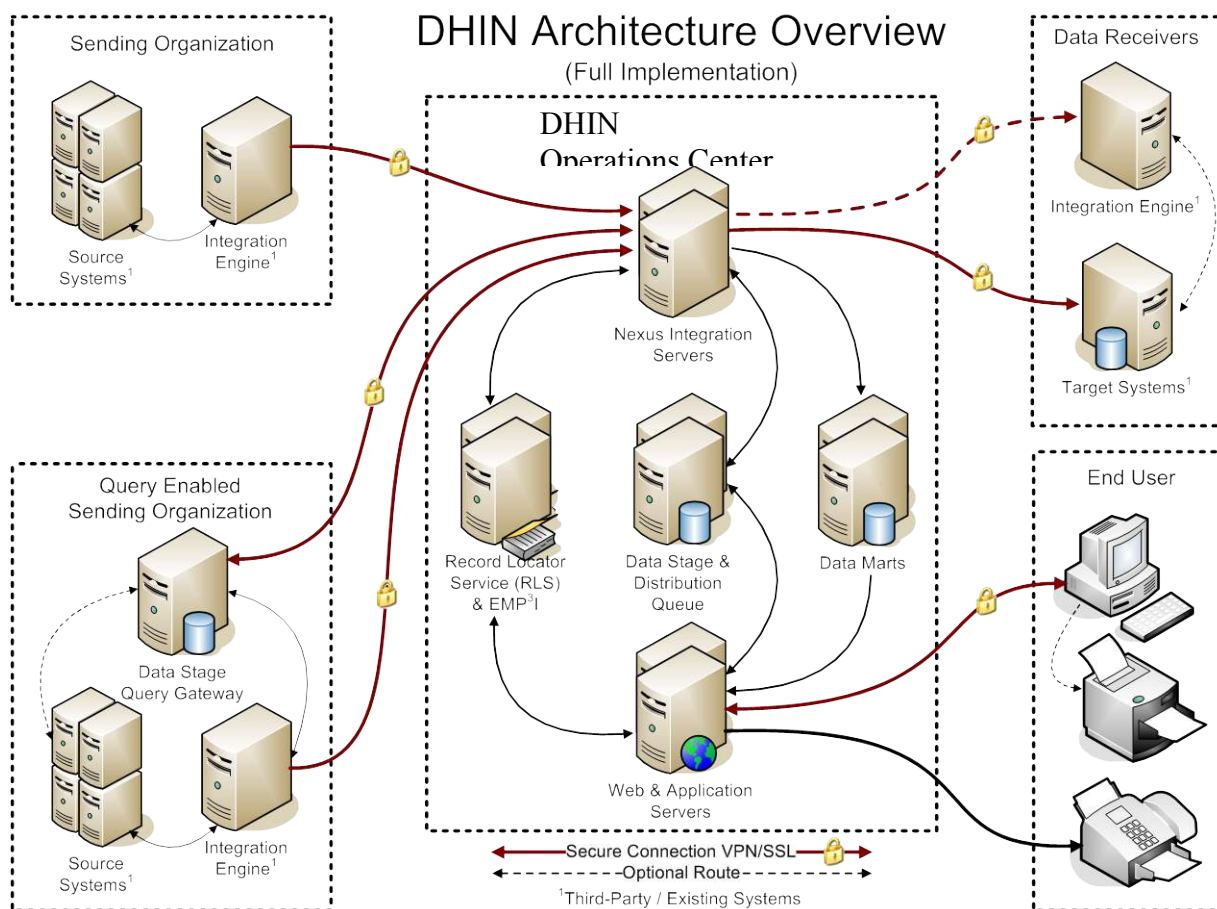 DHIN Architecture Overview
(Full Implementation)
Sending Organization
Source
Systems¹
Integration
Engine¹
DHIN
Operations Center
Nexus Integration
Servers
Data Receivers
Integration Engine¹
Target Systems¹
Query Enabled
Sending Organization
Data Stage
Query Gateway
Source
Systems¹
Integration
Engine¹
Record Locator
Service (RLS)
& EMP³I
Data Stage &
Distribution
Queue
Data Marts
Web & Application
Servers
End User
Secure Connection VPN/SSL
Optional Route
¹Third-Party / Existing Systems